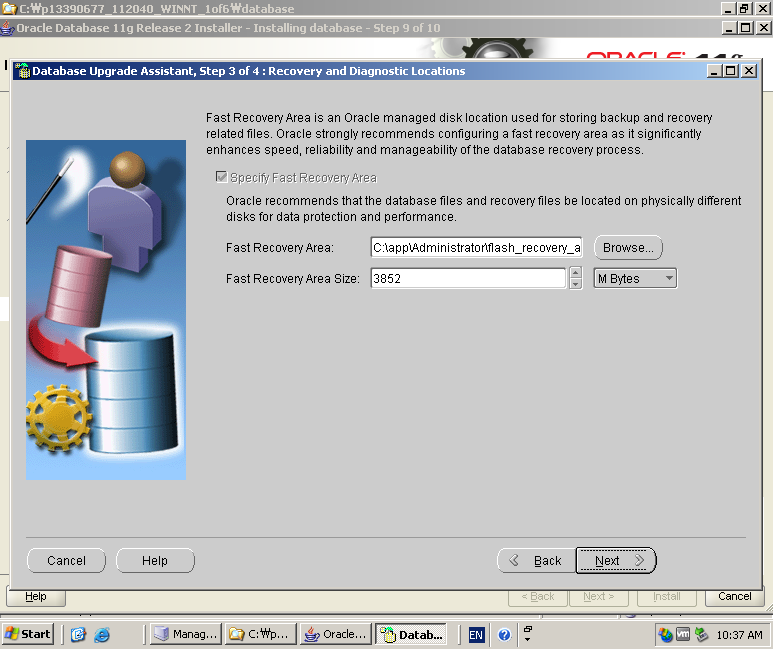 C:₩p13390677_112040_WINNT_1of6₩database
Oracle Database 11g Release 2 Installer - Installing database - Step 9 of 10
Database Upgrade Assistant, Step 3 of 4 : Recovery and Diagnostic Locations
Fast Recovery Area is an Oracle managed disk location used for storing backup and recovery
related files. Oracle strongly recommends configuring a fast recovery area as it significantly
enhances speed, reliability and manageability of the database recovery process.
Specify Fast Recovery Area
Oracle recommends that the database files and recovery files be located on physically different
disks for data protection and performance.
Fast Recovery Area: C:\app\Administrator\flash_recovery_a Browse...
Fast Recovery Area Size: 3852 M Bytes
Cancel Help Back Next
Help < Back Next > Install Cancel
Start Manag... C:₩p... Oracle... Datab... EN 10:37 AM